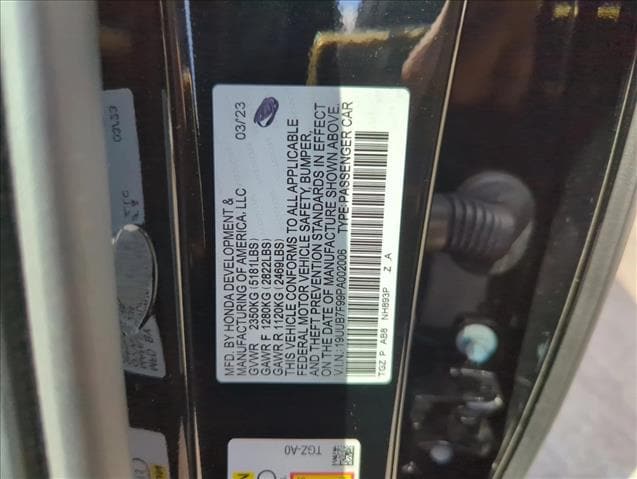 MFD. BY HONDA DEVELOPMENT &
MANUFACTURING OF AMERICA, LLC 03/23
GVWR 2350KG (5181LBS)
GAWR F 1280KG (2822LBS)
GAWR R 1120KG (2469LBS)
THIS VEHICLE CONFORMS TO ALL APPLICABLE
FEDERAL MOTOR VEHICLE SAFETY, BUMPER,
AND THEFT PREVENTION STANDARDS IN EFFECT
ON THE DATE OF MANUFACTURE SHOWN ABOVE.
V.I.N.: 19UUB7F99PA002006 TYPE:PASSENGER CAR
TGZ P AB8 NH893P Z A
TGZ-A0